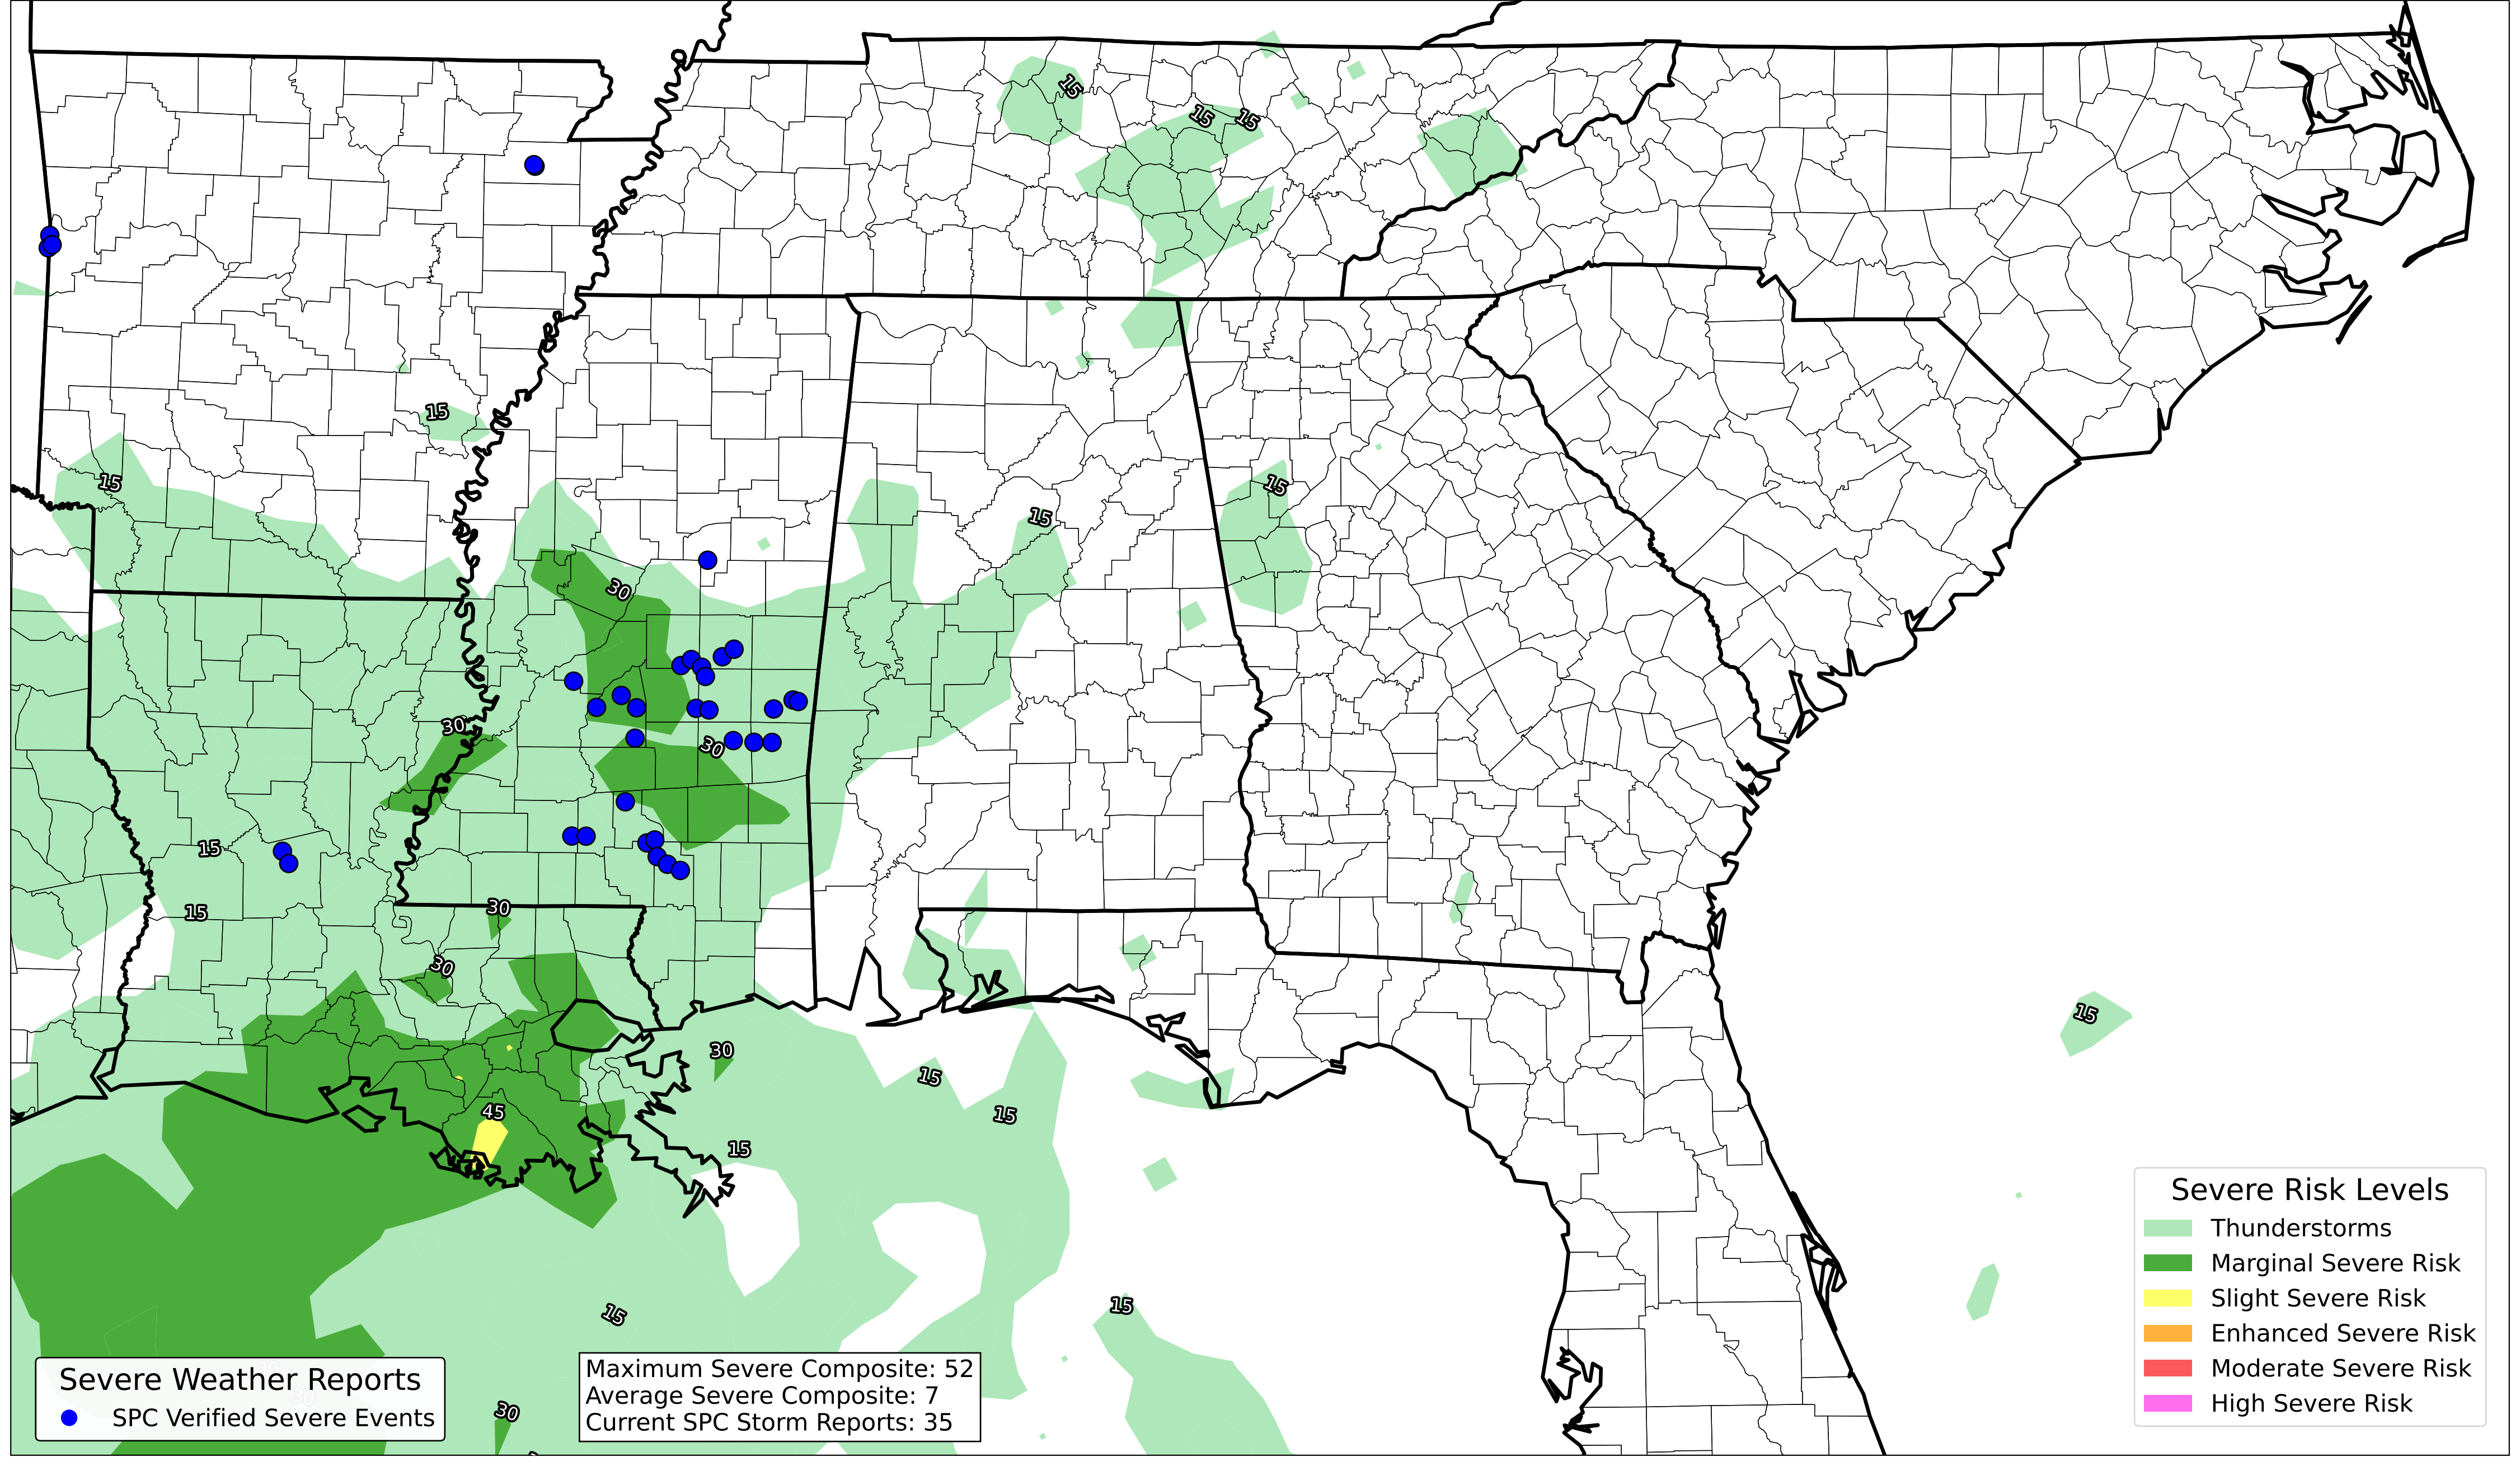 15
15
15
15
15
15
15
30
30
30
15
15
30
30
15
30
15
15
45
15
15
15
30
Severe Weather Reports
SPC Verified Severe Events
Maximum Severe Composite: 52
Average Severe Composite: 7
Current SPC Storm Reports: 35
Severe Risk Levels
Thunderstorms
Marginal Severe Risk
Slight Severe Risk
Enhanced Severe Risk
Moderate Severe Risk
High Severe Risk